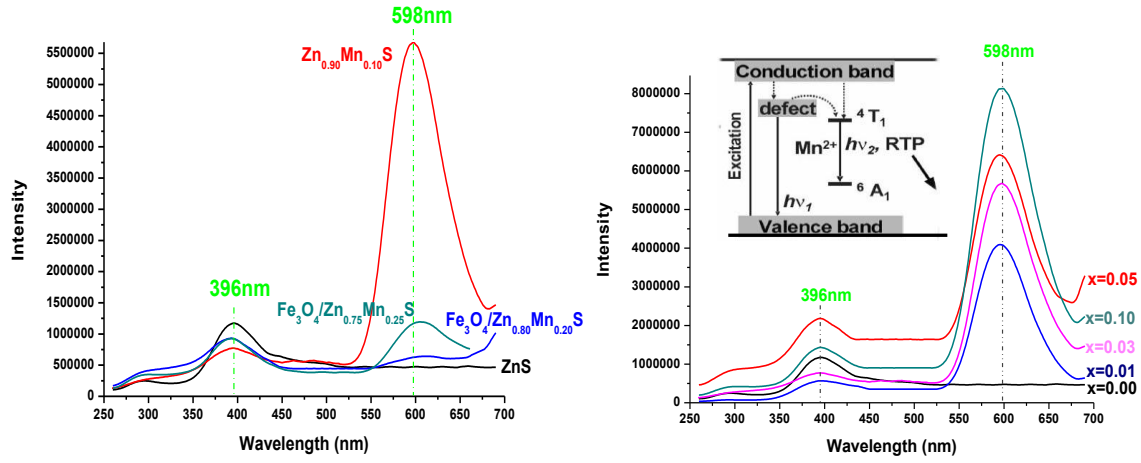 598nm
Zn0.90Mn0.10S
396nm
Fe3O4/Zn0.75Mn0.25S
Fe3O4/Zn0.80Mn0.20S
ZnS
5500000
5000000
4500000
4000000
3500000
3000000
2500000
2000000
1500000
1000000
500000
0
Intensity
250 300 350 400 450 500 550 600 650 700
Wavelength (nm)
598nm
Conduction band
defect
4 T1
Mn2+ hν2, RTP
Excitation
6 A1
hν1
Valence band
396nm
x=0.05
x=0.10
x=0.03
x=0.01
x=0.00
8000000
7000000
6000000
5000000
4000000
3000000
2000000
1000000
0
Intensity
250 300 350 400 450 500 550 600 650 700
Wavelength (nm)